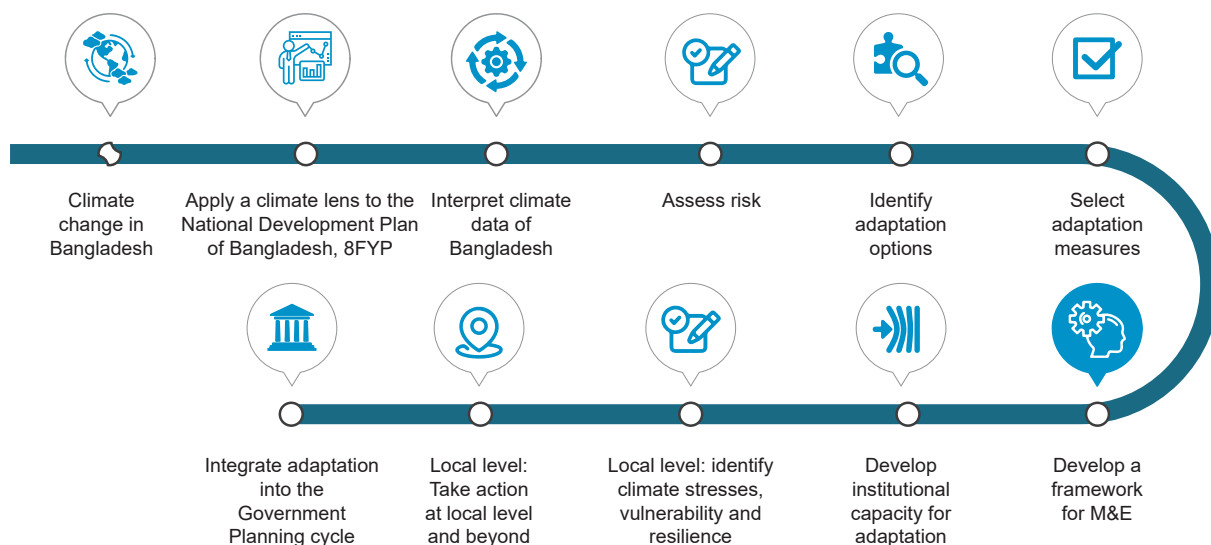 Climate
change in
Bangladesh
Apply a climate lens to the
National Development Plan
of Bangladesh, 8FYP
Interpret climate
data of
Bangladesh
Assess risk
Identify
adaptation
options
Select
adaptation
measures
Integrate adaptation
into the
Government
Planning cycle
Local level:
Take action
at local level
and beyond
Local level: identify
climate stresses,
vulnerability and
resilience
Develop
institutional
capacity for
adaptation
Develop a
framework
for M&E